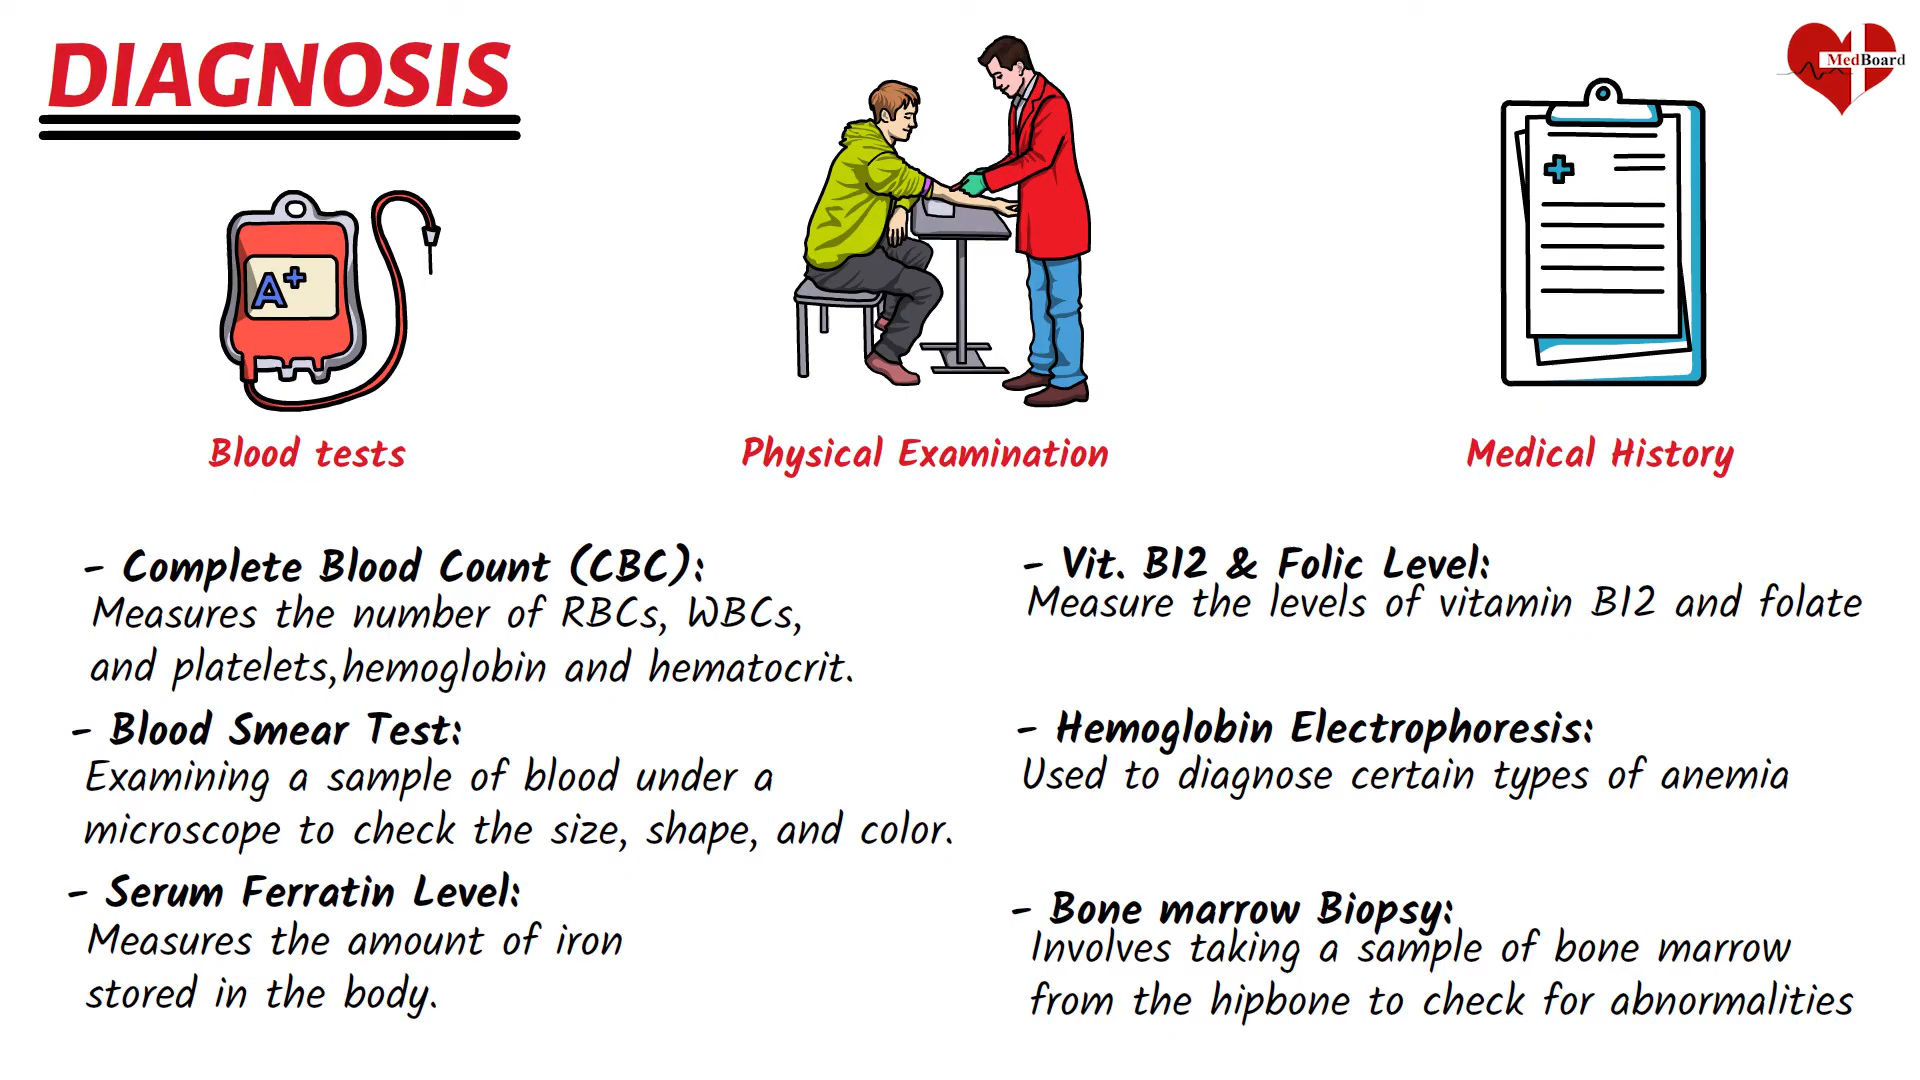 DIAGNOSIS
MedBoard
A+
Blood tests
Physical Examination
Medical History
- Complete Blood Count (CBC):
Measures the number of RBCs, WBCs,
and platelets,hemoglobin and hematocrit.
- Blood Smear Test:
Examining a sample of blood under a
microscope to check the size, shape, and color.
- Serum Ferratin Level:
Measures the amount of iron
stored in the body.
- Vit. B12 & Folic Level:
Measure the levels of vitamin B12 and folate
- Hemoglobin Electrophoresis:
Used to diagnose certain types of anemia
- Bone marrow Biopsy:
Involves taking a sample of bone marrow
from the hipbone to check for abnormalities